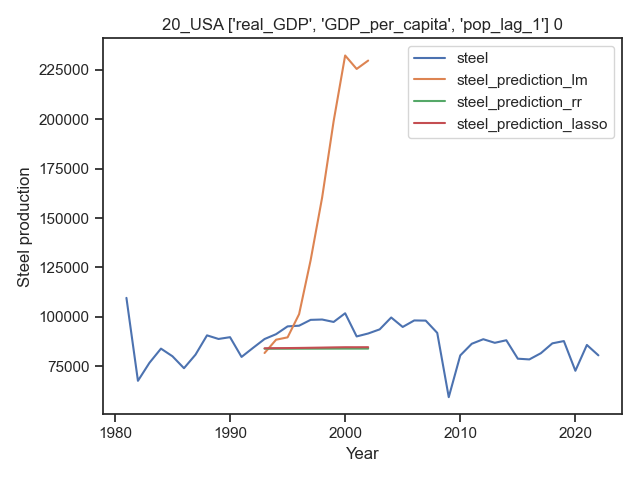 20_USA ['real_GDP', 'GDP_per_capita', 'pop_lag_1'] 0
steel
steel_prediction_lm
steel_prediction_rr
steel_prediction_lasso
225000
200000
175000
150000
125000
100000
75000
Steel production
1980
1990
2000
2010
2020
Year